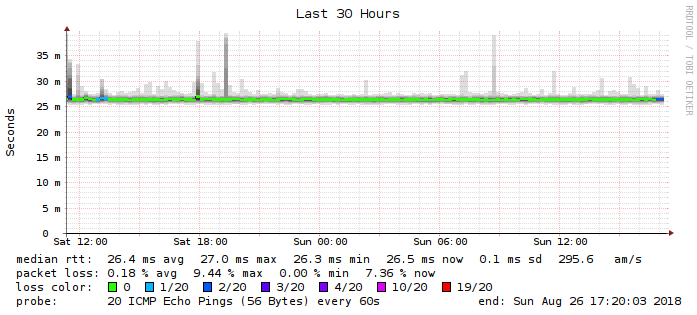 Last 30 Hours
RRDTOOL / TOBI OETIKER
Seconds
35 m
30 m
25 m
20 m
15 m
10 m
5 m
0
Sat 12:00 Sat 18:00 Sun 00:00 Sun 06:00 Sun 12:00
median rtt: 26.4 ms avg 27.0 ms max 26.3 ms min 26.5 ms now 0.1 ms sd 295.6 am/s
packet loss: 0.18 % avg 9.44 % max 0.00 % min 7.36 % now
loss color: 0 1/20 2/20 3/20 4/20 10/20 19/20
probe: 20 ICMP Echo Pings (56 Bytes) every 60s end: Sun Aug 26 17:20:03 2018